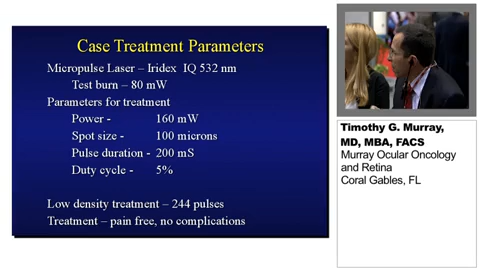 Case Treatment Parameters
Micropulse Laser – Iridex IQ 532 nm
Test burn – 80 mW
Parameters for treatment
Power - 160 mW
Spot size - 100 microns
Pulse duration - 200 mS
Duty cycle - 5%
Low density treatment – 244 pulses
Treatment – pain free, no complications
Timothy G. Murray,
MD, MBA, FACS
Murray Ocular Oncology
and Retina
Coral Gables, FL